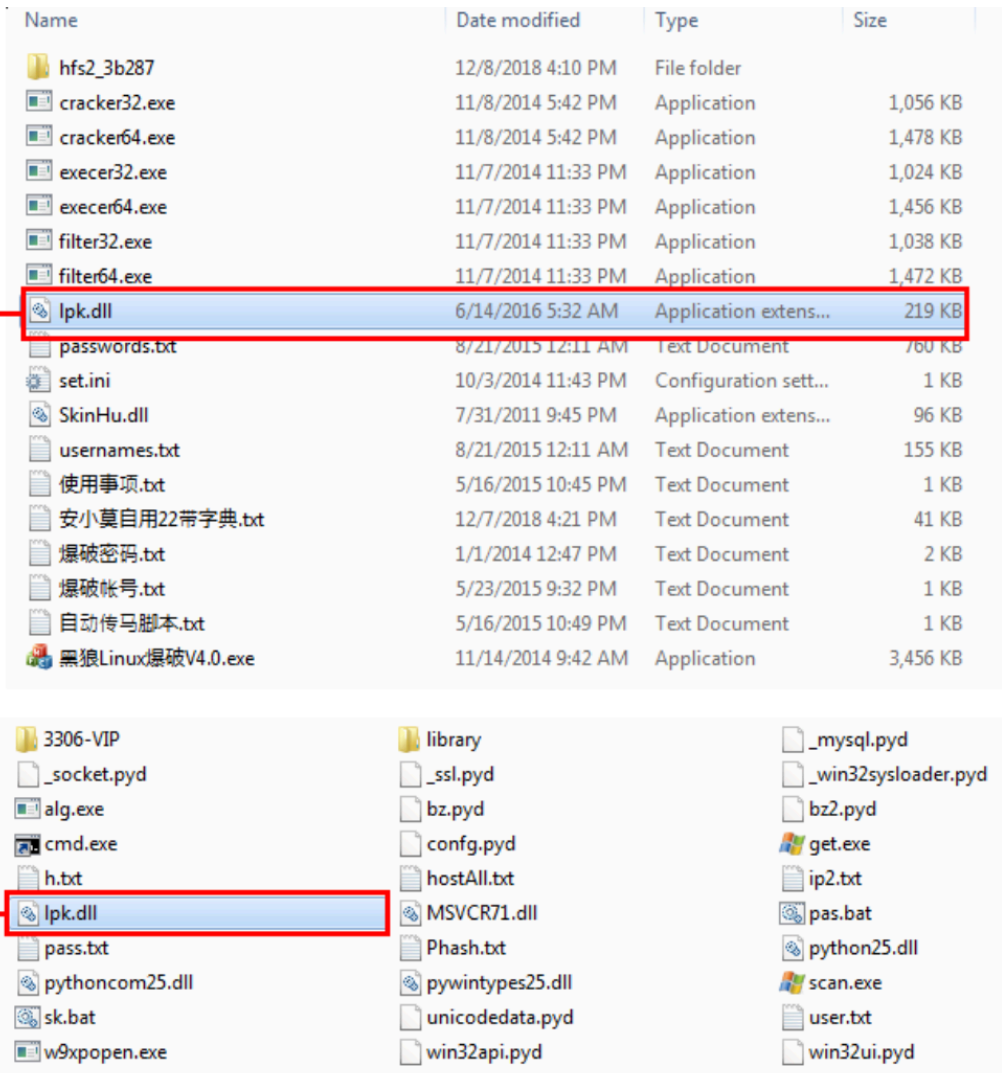 Name Date modified Type Size
hfs2_3b287 12/8/2018 4:10 PM File folder
cracker32.exe 11/8/2014 5:42 PM Application 1,056 KB
cracker64.exe 11/8/2014 5:42 PM Application 1,478 KB
execer32.exe 11/7/2014 11:33 PM Application 1,024 KB
execer64.exe 11/7/2014 11:33 PM Application 1,456 KB
filter32.exe 11/7/2014 11:33 PM Application 1,038 KB
filter64.exe 11/7/2014 11:33 PM Application 1,472 KB
lpk.dll 6/14/2016 5:32 AM Application extens... 219 KB
passwords.txt 8/21/2015 12:11 AM Text Document 760 KB
set.ini 10/3/2014 11:43 PM Configuration sett... 1 KB
SkinHu.dll 7/31/2011 9:45 PM Application extens... 96 KB
usernames.txt 8/21/2015 12:11 AM Text Document 155 KB
使用事项.txt 5/16/2015 10:45 PM Text Document 1 KB
安小莫自用22带字典.txt 12/7/2018 4:21 PM Text Document 41 KB
爆破密码.txt 1/1/2014 12:47 PM Text Document 2 KB
爆破帐号.txt 5/23/2015 9:32 PM Text Document 1 KB
自动传马脚本.txt 5/16/2015 10:49 PM Text Document 1 KB
黑狼Linux爆破V4.0.exe 11/14/2014 9:42 AM Application 3,456 KB
3306-VIP library _mysql.pyd
_socket.pyd _ssl.pyd _win32sysloader.pyd
alg.exe bz.pyd bz2.pyd
cmd.exe confg.pyd get.exe
h.txt hostAll.txt ip2.txt
lpk.dll MSVCR71.dll pas.bat
pass.txt Phash.txt python25.dll
pythoncom25.dll pywintypes25.dll scan.exe
sk.bat unicodedata.pyd user.txt
w9xpopen.exe win32api.pyd win32ui.pyd